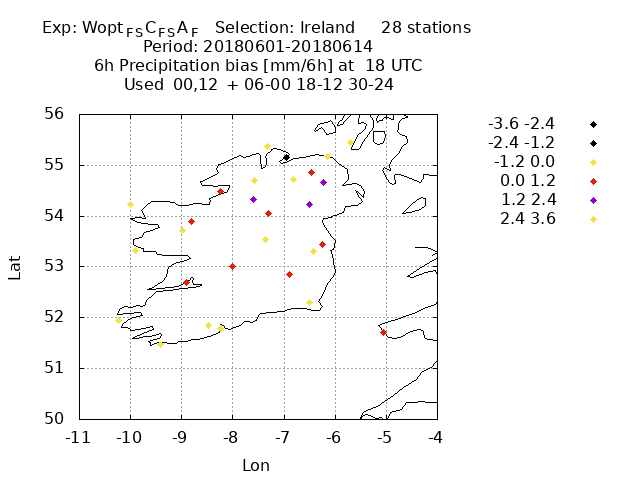 Exp: Wopt FS C FS A F Selection: Ireland 28 stations
Period: 20180601-20180614
6h Precipitation bias [mm/6h] at 18 UTC
Used 00,12 + 06-00 18-12 30-24
56
55
54
53
52
51
50
-11 -10 -9 -8 -7 -6 -5 -4
Lat
Lon
-3.6 -2.4
-2.4 -1.2
-1.2 0.0
0.0 1.2
1.2 2.4
2.4 3.6